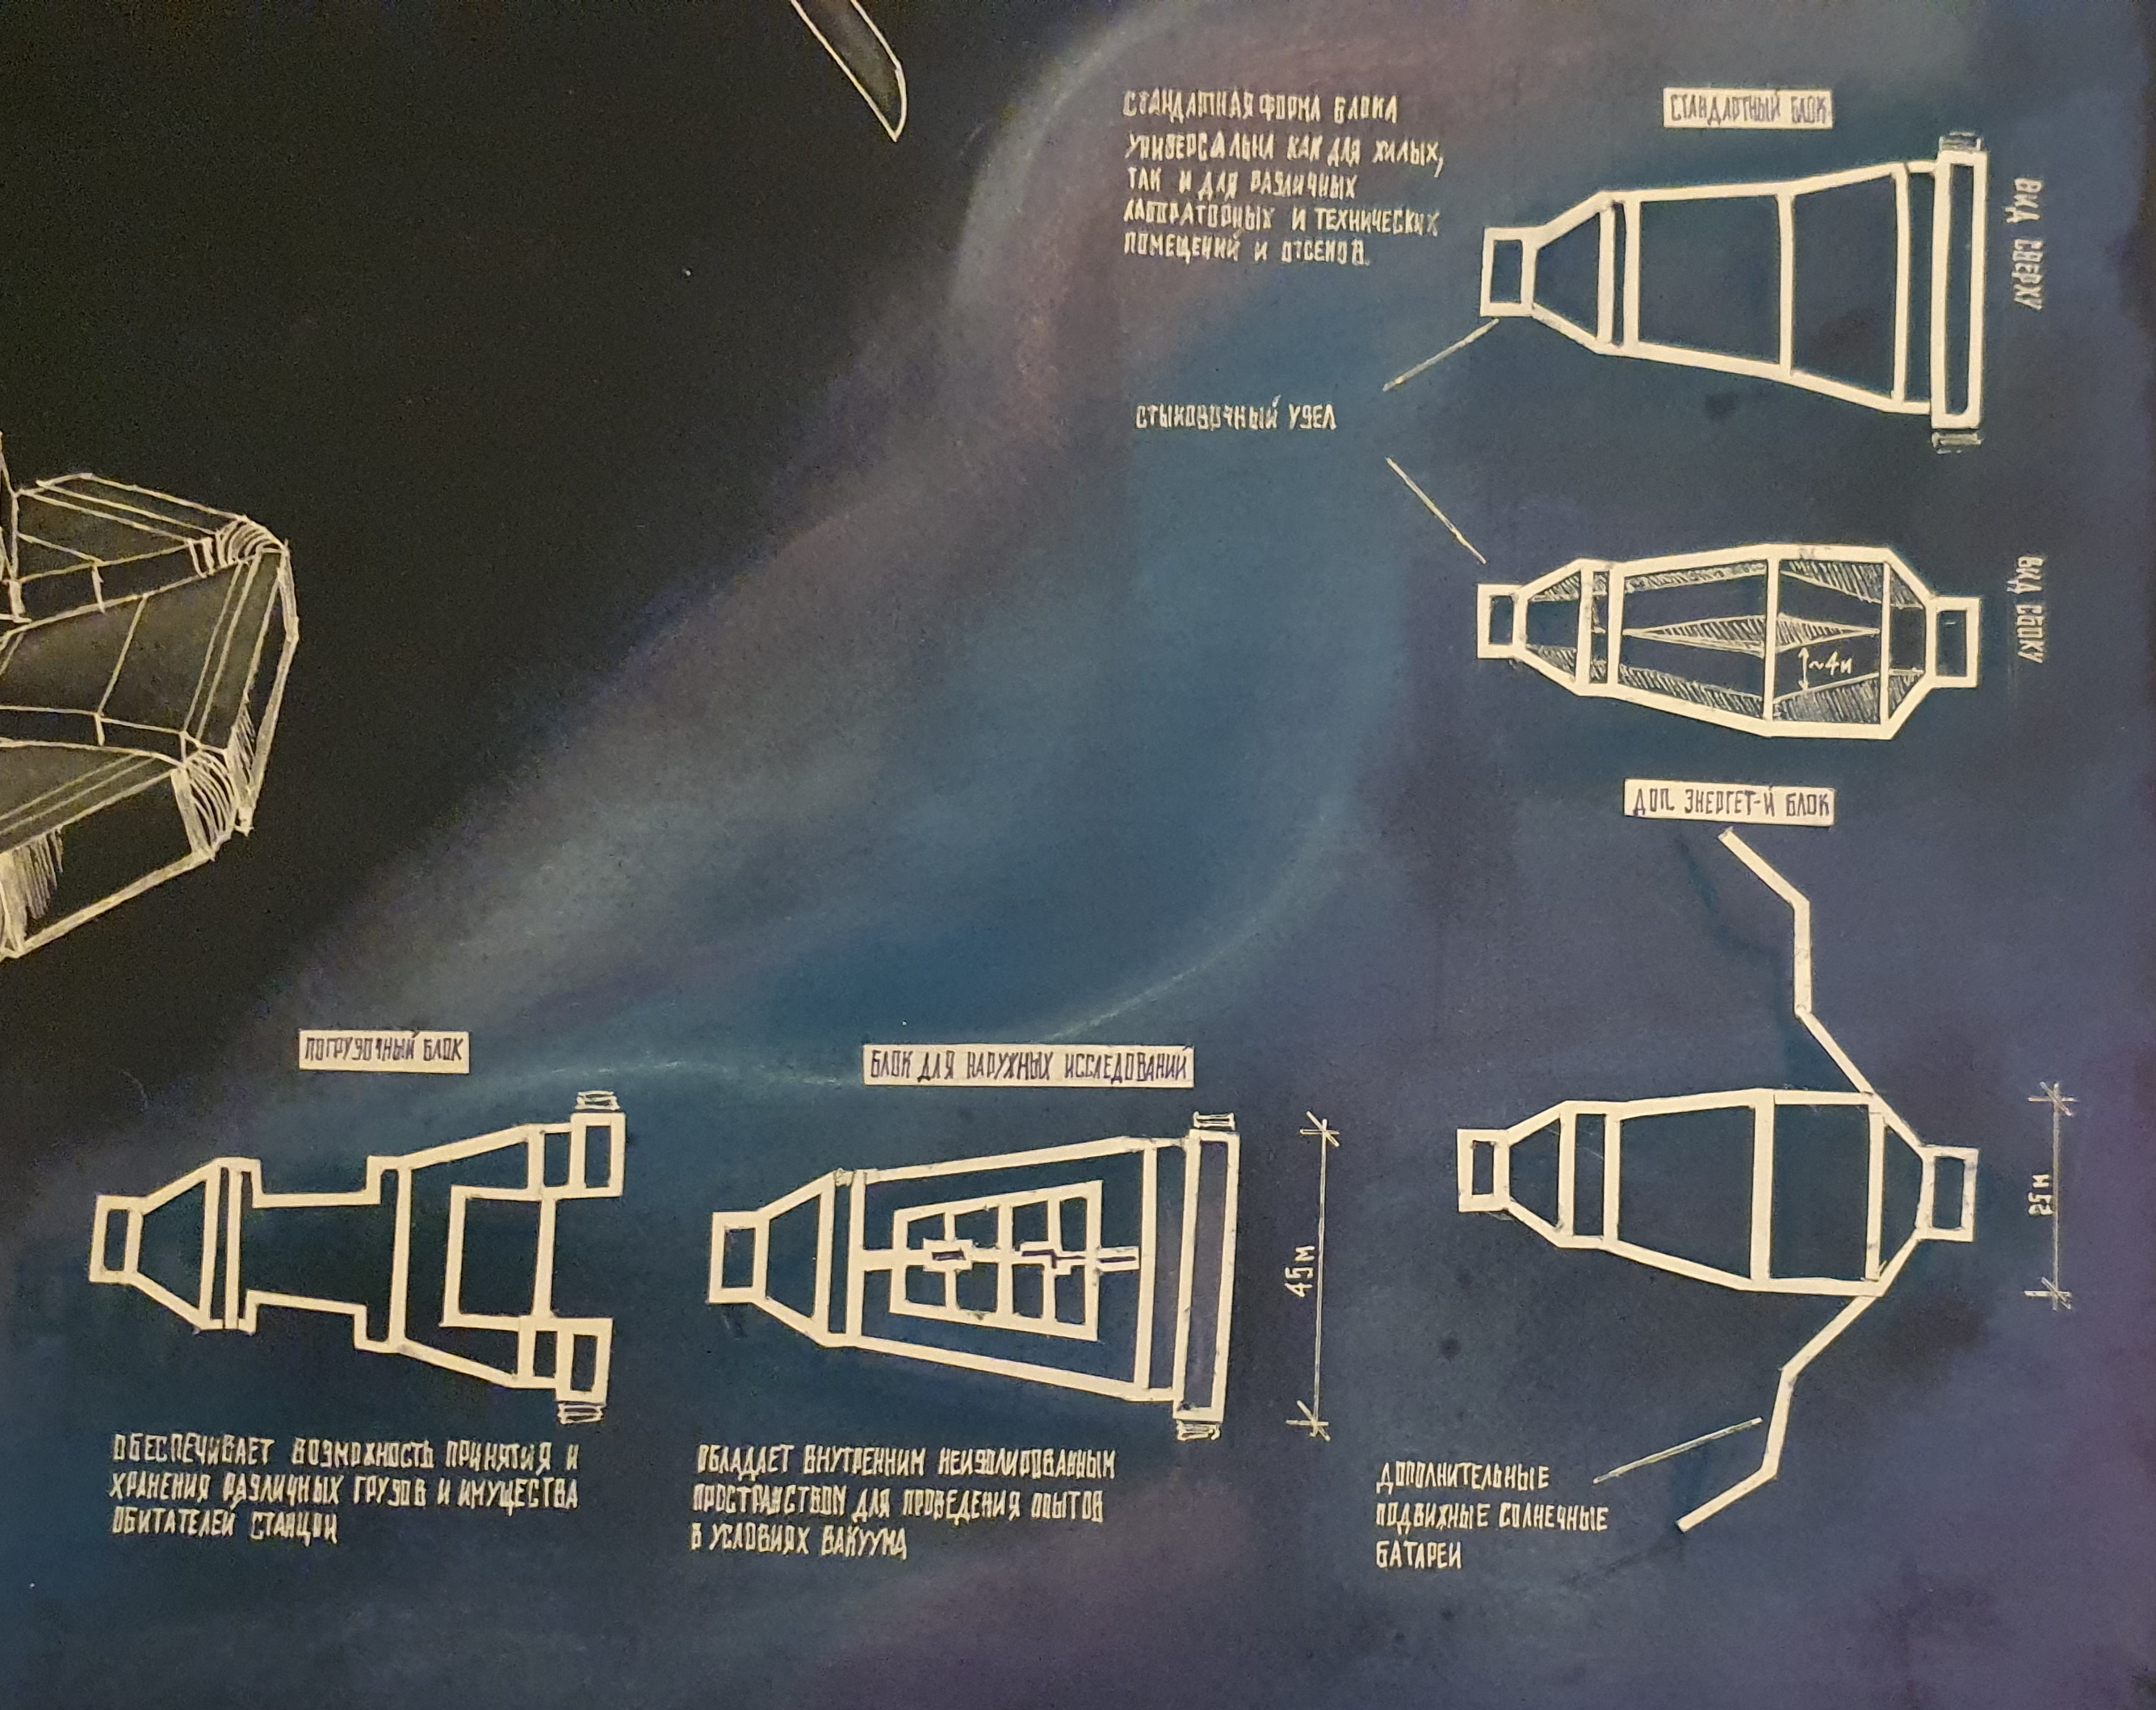 СТАНДАРТНЫЙ БЛОК
СТАНДАТНАЯ ФОРМА БЛОКА
УНИВЕРСАЛЬНА КАК ДЛЯ ЖИЛЫХ,
ТАК И ДЛЯ РАЗЛИЧНЫХ
ЛАБОРАТОРНЫХ И ТЕХНИЧЕСКИХ
ПОМЕЩЕНИЙ И ОТСЕКОВ.
ВИД СВЕРХУ
СТЫКОВОЧНЫЙ УЗЕЛ
ВИД СБОКУ
~4м
ДОП. ЭНЕРГЕТ-Й БЛОК
ПОГРУЗОЧНЫЙ БЛОК
БЛОК ДЛЯ НАРУЖНЫХ ИССЛЕДОВАНИЙ
45м
ОБЕСПЕЧИВАЕТ ВОЗМОЖНОСТЬ ПРИНЯТИЯ И
ХРАНЕНИЯ РАЗЛИЧНЫХ ГРУЗОВ И ИМУЩЕСТВА
ОБИТАТЕЛЕЙ СТАНЦИИ
ОБЛАДАЕТ ВНУТРЕННИМ НЕИЗОЛИРОВАННЫМ
ПРОСТРАНСТВОМ ДЛЯ ПРОВЕДЕНИЯ ОПЫТОВ
В УСЛОВИЯХ ВАКУУМА
ДОПОЛНИТЕЛЬНЫЕ
ПОДВИЖНЫЕ СОЛНЕЧНЫЕ
БАТАРЕИ